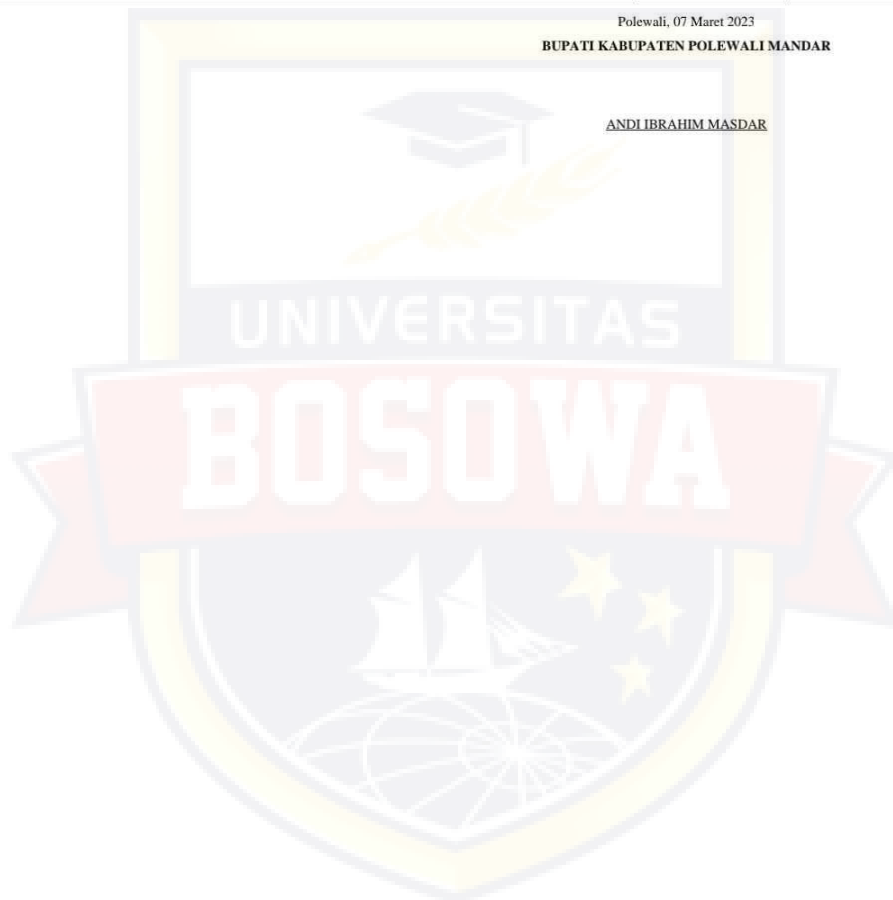 Polewali, 07 Maret 2023
BUPATI KABUPATEN POLEWALI MANDAR
ANDI IBRAHIM MASDAR
UNIVERSITAS
BOSOWA